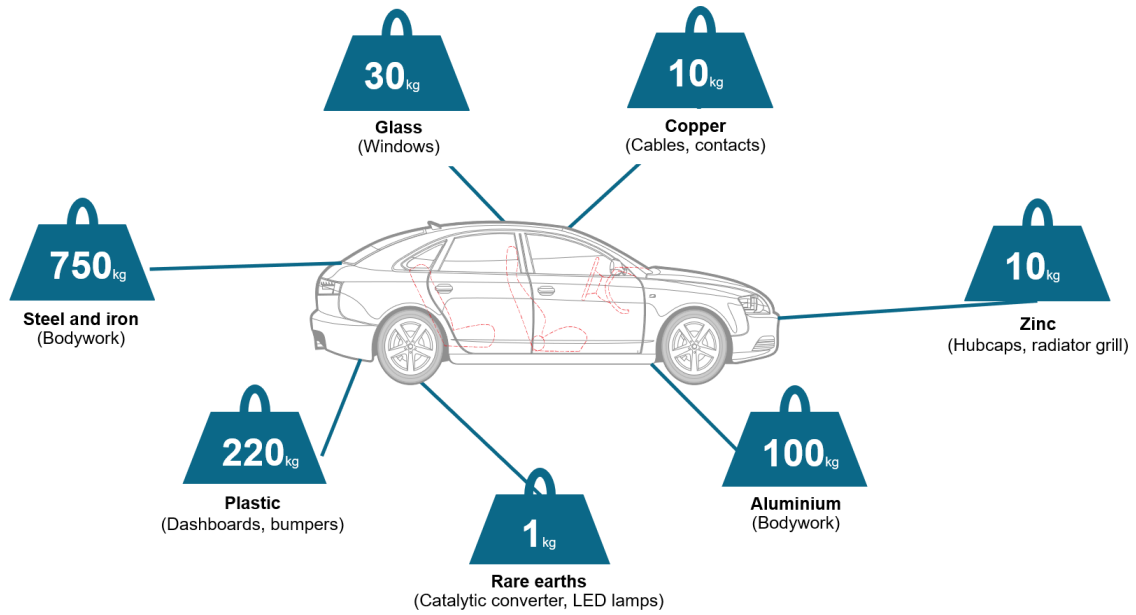 30kg
Glass
(Windows)
10kg
Copper
(Cables, contacts)
750kg
Steel and iron
(Bodywork)
10kg
Zinc
(Hubcaps, radiator grill)
220kg
Plastic
(Dashboards, bumpers)
100kg
Aluminium
(Bodywork)
1kg
Rare earths
(Catalytic converter, LED lamps)